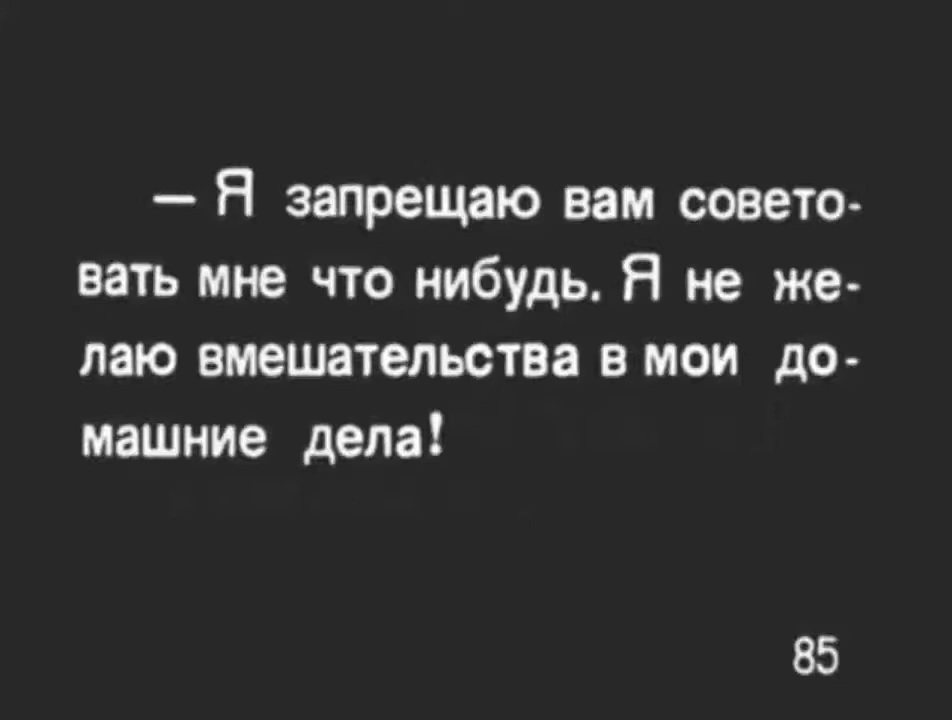 — Я запрещаю вам совето-
вать мне что нибудь. Я не же-
лаю вмешательства в мои до-
машние дела!
85